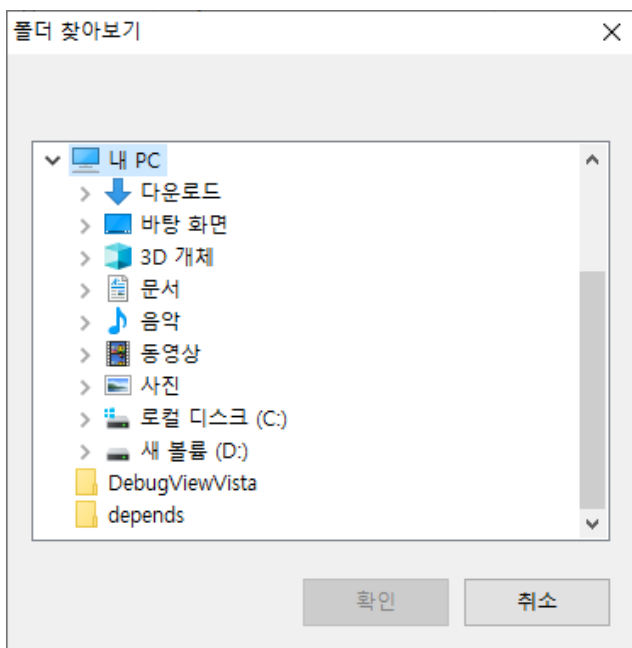 폴더 찾아보기
내 PC
다운로드
바탕 화면
3D 개체
문서
음악
동영상
사진
로컬 디스크 (C:)
새 볼륨 (D:)
DebugViewVista
depends
확인
취소